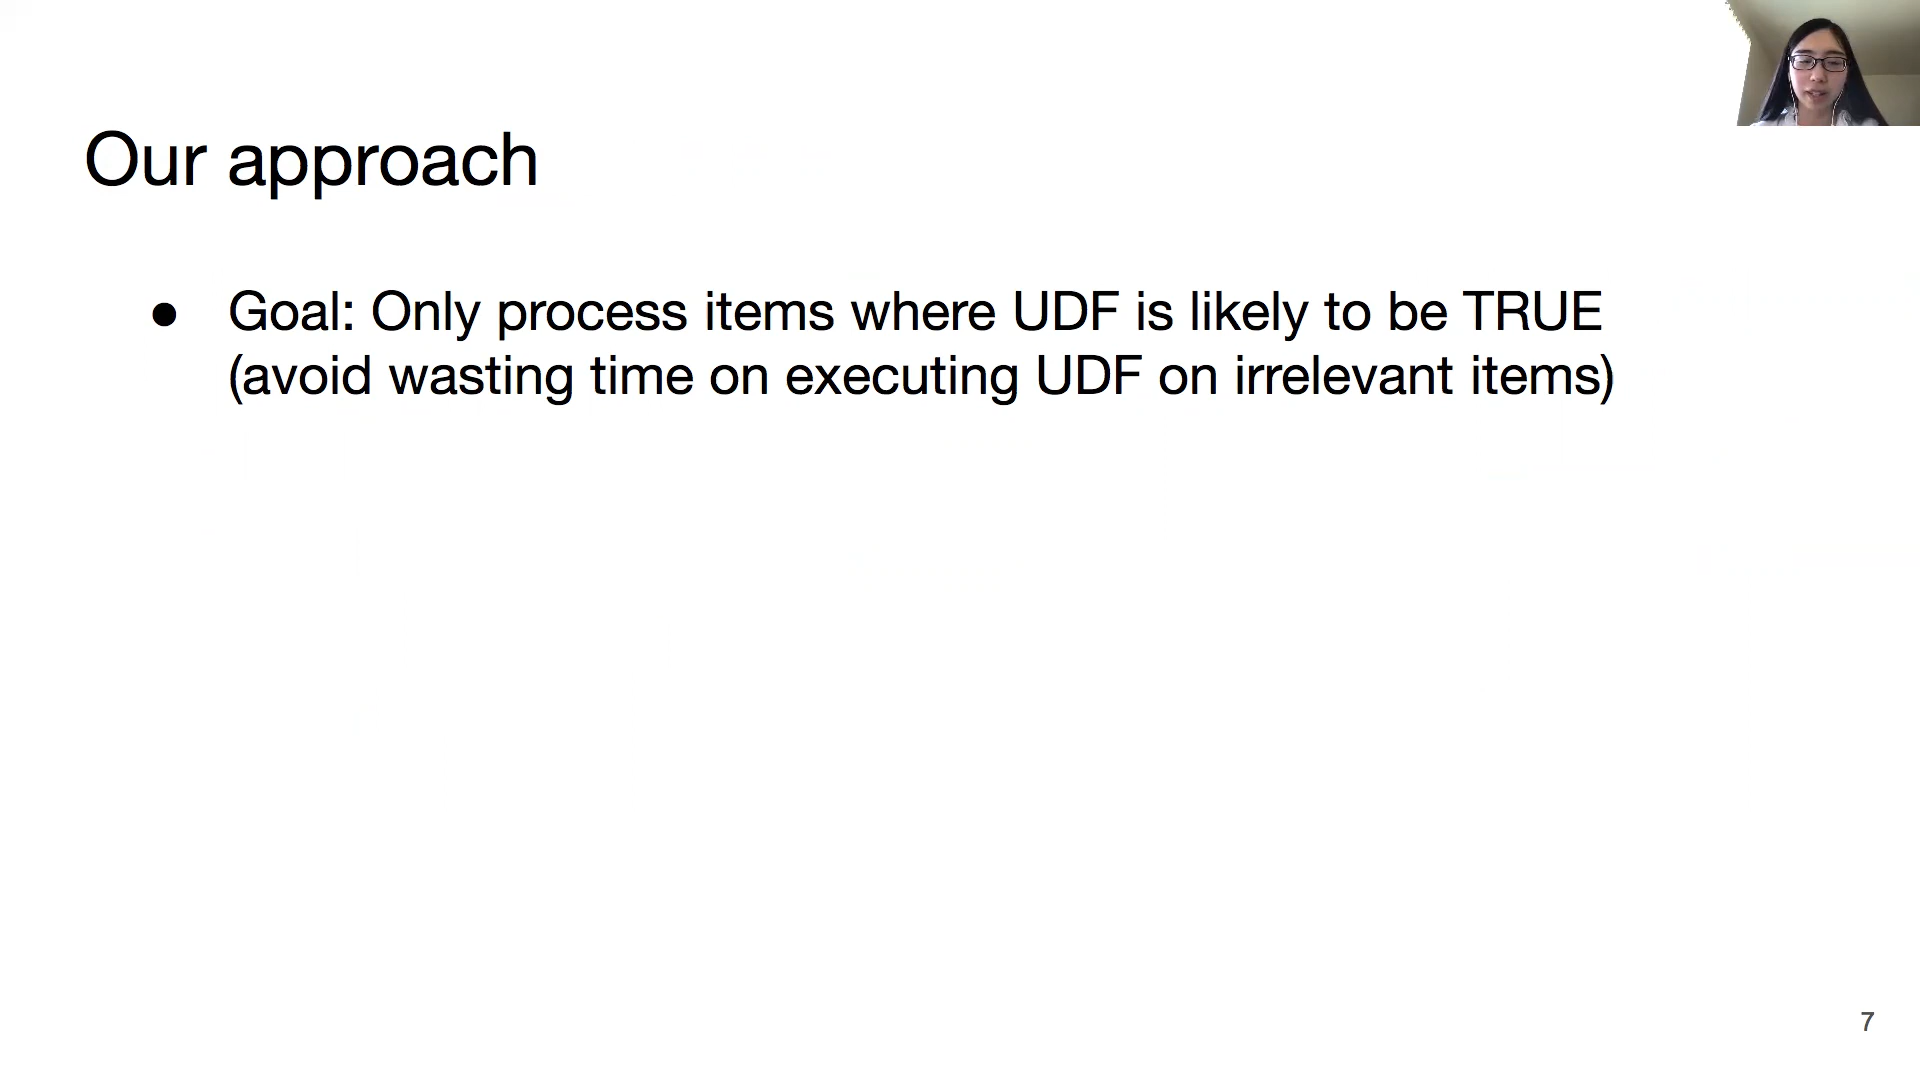 Our approach
● Goal: Only process items where UDF is likely to be TRUE
(avoid wasting time on executing UDF on irrelevant items)
7